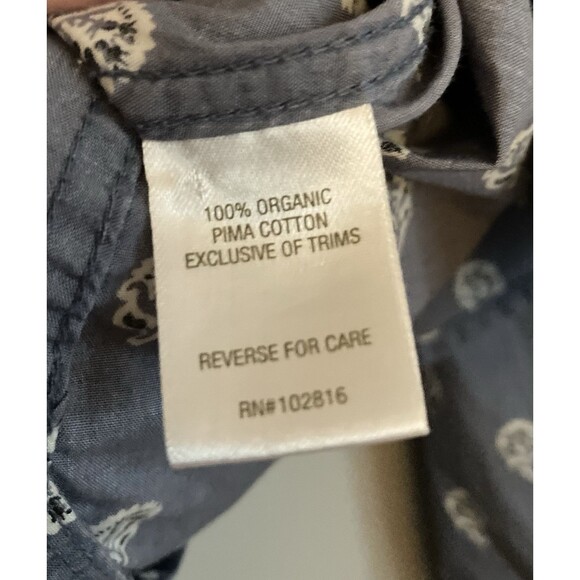 100% ORGANIC
PIMA COTTON
EXCLUSIVE OF TRIMS
REVERSE FOR CARE
RN#102816